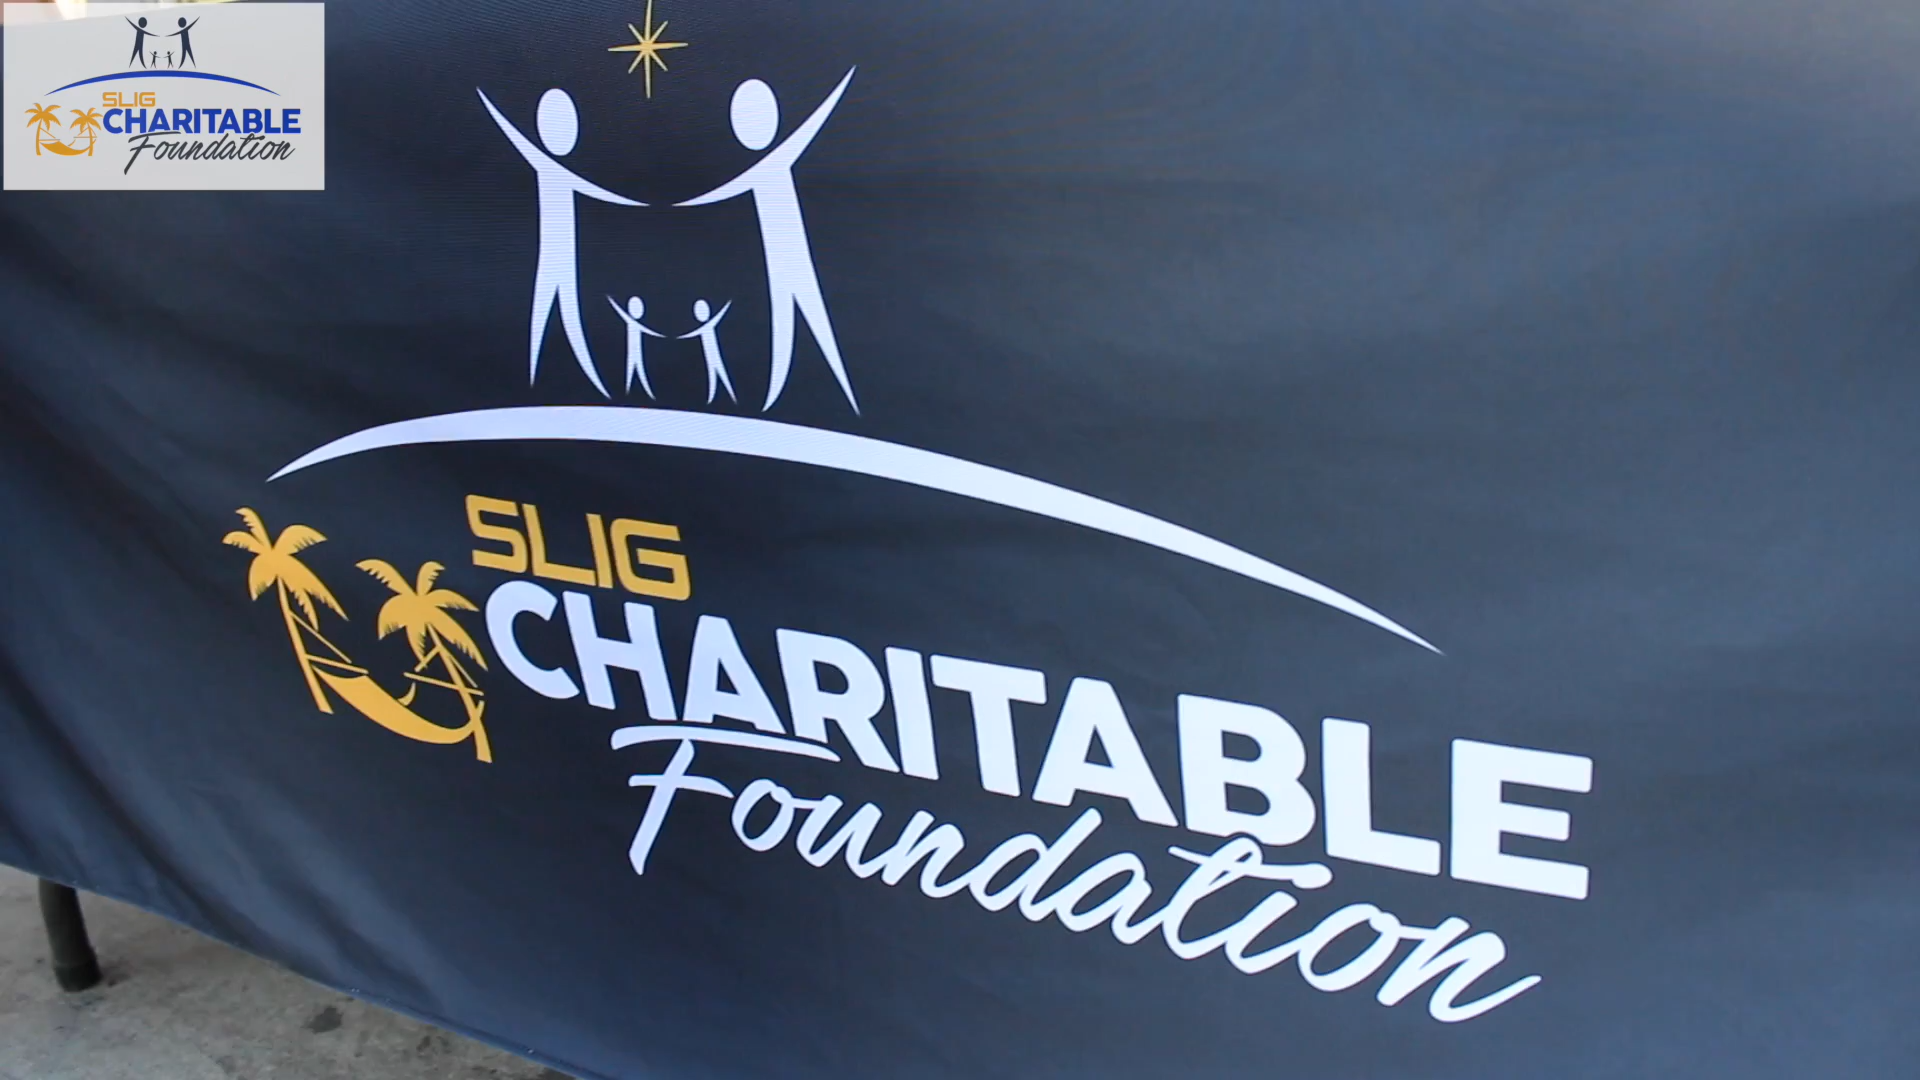 SLIG
CHARITABLE
Foundation
SLIG
CHARITABLE
Foundation